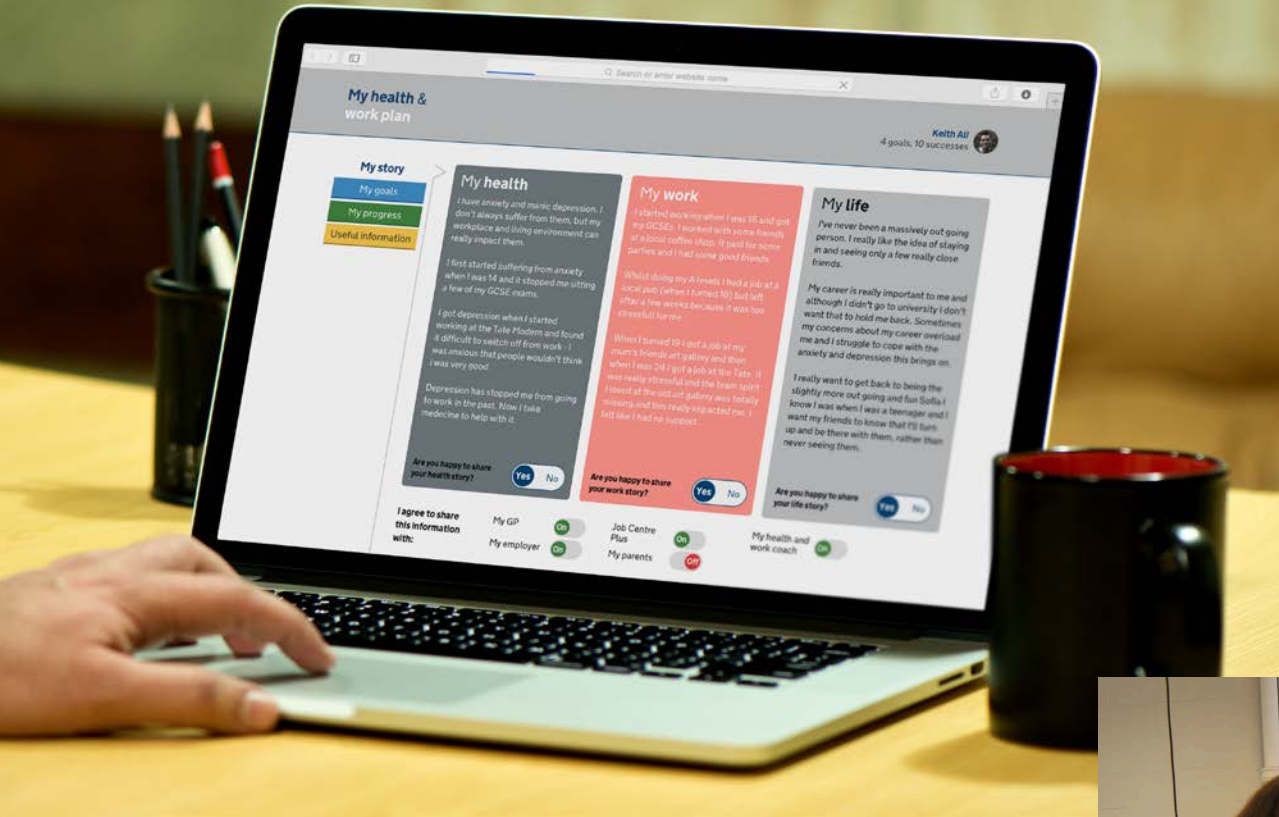 Search or enter website name
My health &
work plan
Keith Ali
4 goals, 10 successes
My story
My goals
My progress
Useful information
My health
I have anxiety and manic depression. I
don't always suffer from them, but my
workplace and living environment can
really impact them.
I first started suffering from anxiety
when I was 14 and it stopped me sitting
a few of my GCSE exams.
I got depression when I started
working at the Tate Modern and found
it difficult to switch off from work - I
was anxious that people wouldn't think
I was very good
Depression has stopped me from going
to work in the past. Now I take
medecine to help with it.
Are you happy to share
your health story?
Yes No
My work
I started working when I was 16 and got
my GCSEs. I worked with some friends
at a local coffee shop. It paid for some
parties and I had some good friends.
Whilst doing my A-levels I had a job at a
local pub (when I turned 18) but left
after a few weeks because it was too
stressful for me.
When I turned 19 I got a job at my
mum's friends art gallery and then
when I was 24 I got a job at the Tate. It
was really stressful and the team spirit
I loved at the old art gallery was totally
missing and this really impacted me. I
felt like I had no support.
Are you happy to share
your work story?
Yes No
My life
I've never been a massively out going
person. I really like the idea of staying
in and seeing only a few really close
friends.
My career is really important to me and
although I didn't go to university I don't
want that to hold me back. Sometimes
my concerns about my career overload
me and I struggle to cope with the
anxiety and depression this brings on.
I really want to get back to being the
slightly more out going and fun Sofia I
know I was when I was a teenager and I
want my friends to know that I'll turn
up and be there with them, rather than
never seeing them.
Are you happy to share
your life story?
Yes No
I agree to share
this information
with:
My GP On
My employer On
Job Centre
Plus On
My parents Off
My health and
work coach On